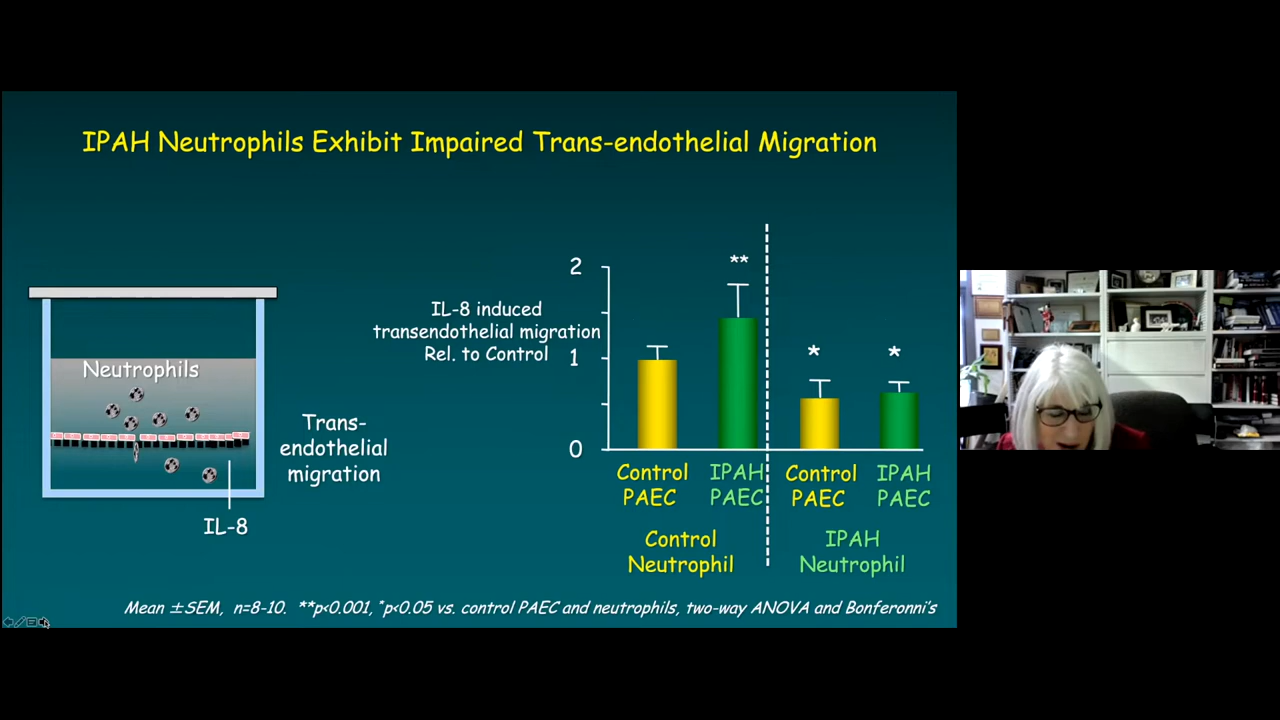 IPAH Neutrophils Exhibit Impaired Trans-endothelial Migration
Neutrophils
Trans-
endothelial
migration
IL-8
IL-8 induced
transendothelial migration
Rel. to Control
2
1
0
**
*
*
Control
PAEC
IPAH
PAEC
Control
PAEC
IPAH
PAEC
Control
Neutrophil
IPAH
Neutrophil
Mean ±SEM, n=8-10. **p<0.001, *p<0.05 vs. control PAEC and neutrophils, two-way ANOVA and Bonferonni's